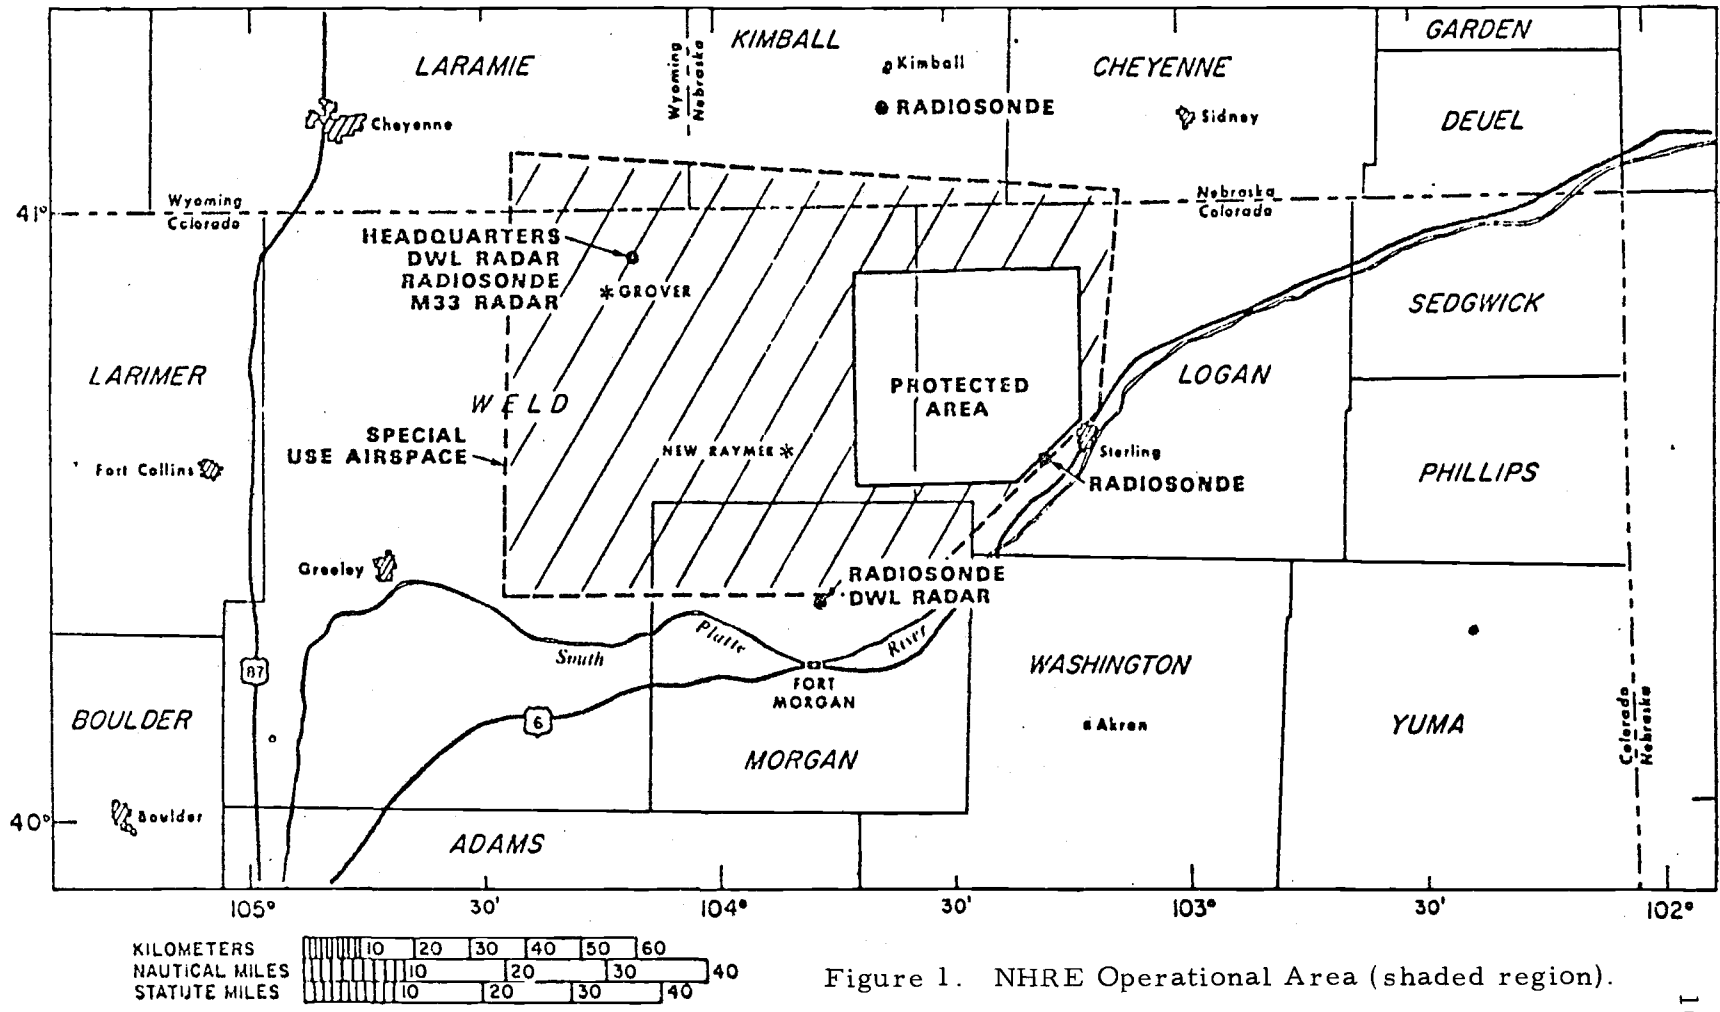 GARDEN
KIMBALL
LARAMIE
Wyoming
Nebraska
Kimball
CHEYENNE
RADIOSONDE
Cheyenne
Sidney
DEUEL
Wyoming
Colorado
Nebraska
Colorado
41°
HEADQUARTERS
DWL RADAR
RADIOSONDE
M33 RADAR
GROVER
SEDGWICK
LARIMER
WELD
PROTECTED
AREA
LOGAN
SPECIAL
USE AIRSPACE
NEW RAYMER
Sterling
Fort Collins
RADIOSONDE
PHILLIPS
Greeley
RADIOSONDE
DWL RADAR
South
Platte
River
87
FORT
MORGAN
WASHINGTON
6
BOULDER
Akron
YUMA
Colorado
Nebraska
MORGAN
40°
Boulder
ADAMS
105°
30'
104°
30'
103°
30'
102°
KILOMETERS 10 20 30 40 50 60
NAUTICAL MILES 10 20 30 40
STATUTE MILES 10 20 30 40
Figure 1. NHRE Operational Area (shaded region).